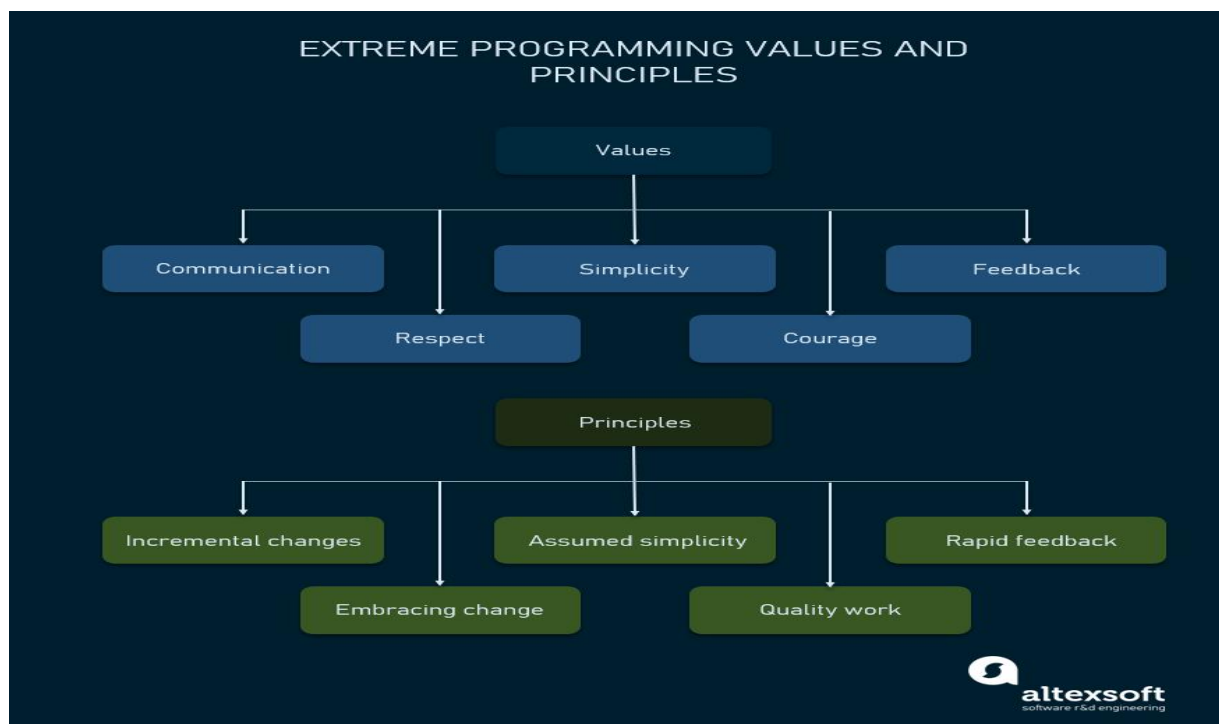 EXTREME PROGRAMMING VALUES AND
PRINCIPLES
Values
Communication
Simplicity
Feedback
Respect
Courage
Principles
Incremental changes
Assumed simplicity
Rapid feedback
Embracing change
Quality work
altexsoft
software r&d engineering